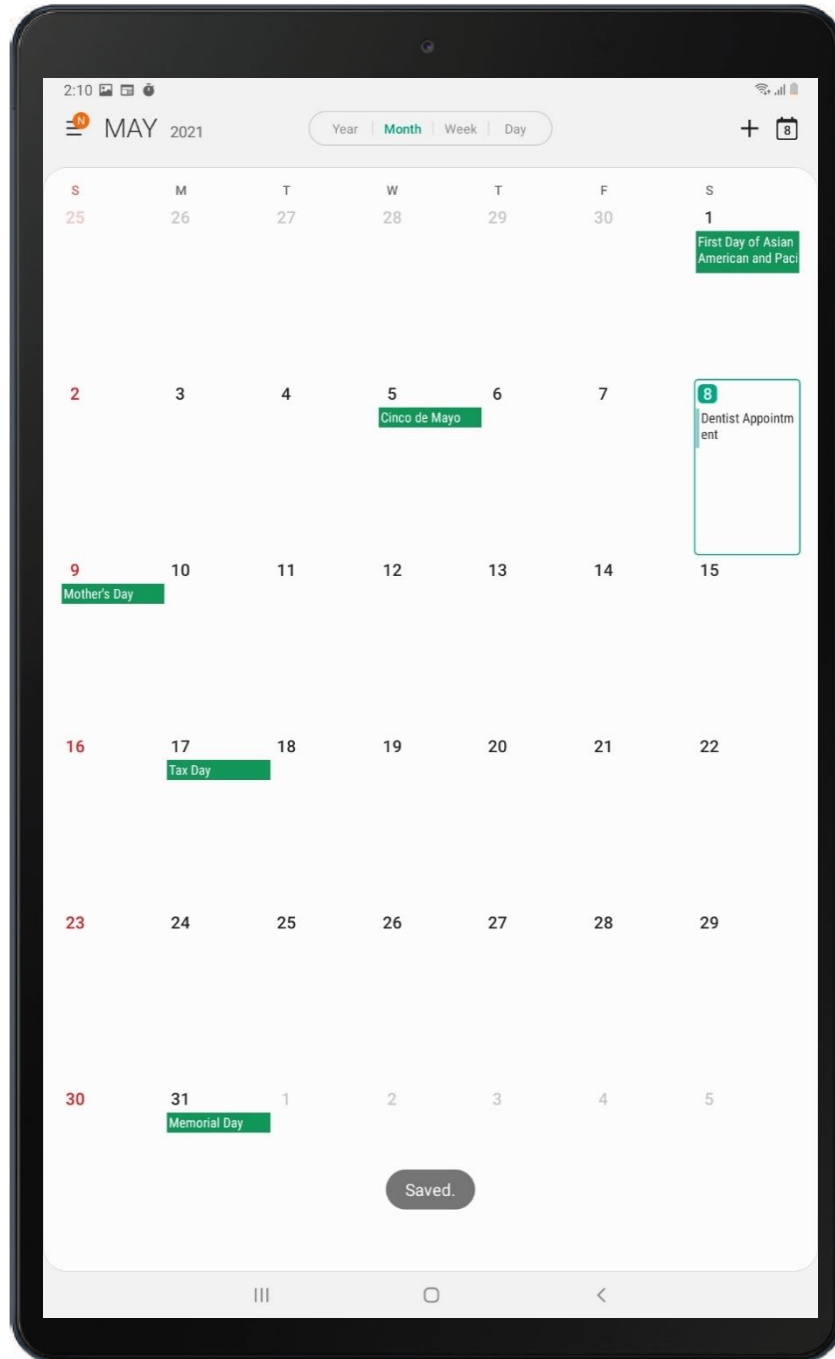 2:10
N
MAY 2021
Year Month Week Day
8
S M T W T F S
25 26 27 28 29 30 1
First Day of Asian
American and Paci
2 3 4 5 6 7 8
Cinco de Mayo
Dentist Appointm
ent
9 10 11 12 13 14 15
Mother's Day
16 17 18 19 20 21 22
Tax Day
23 24 25 26 27 28 29
30 31 1 2 3 4 5
Memorial Day
Saved.